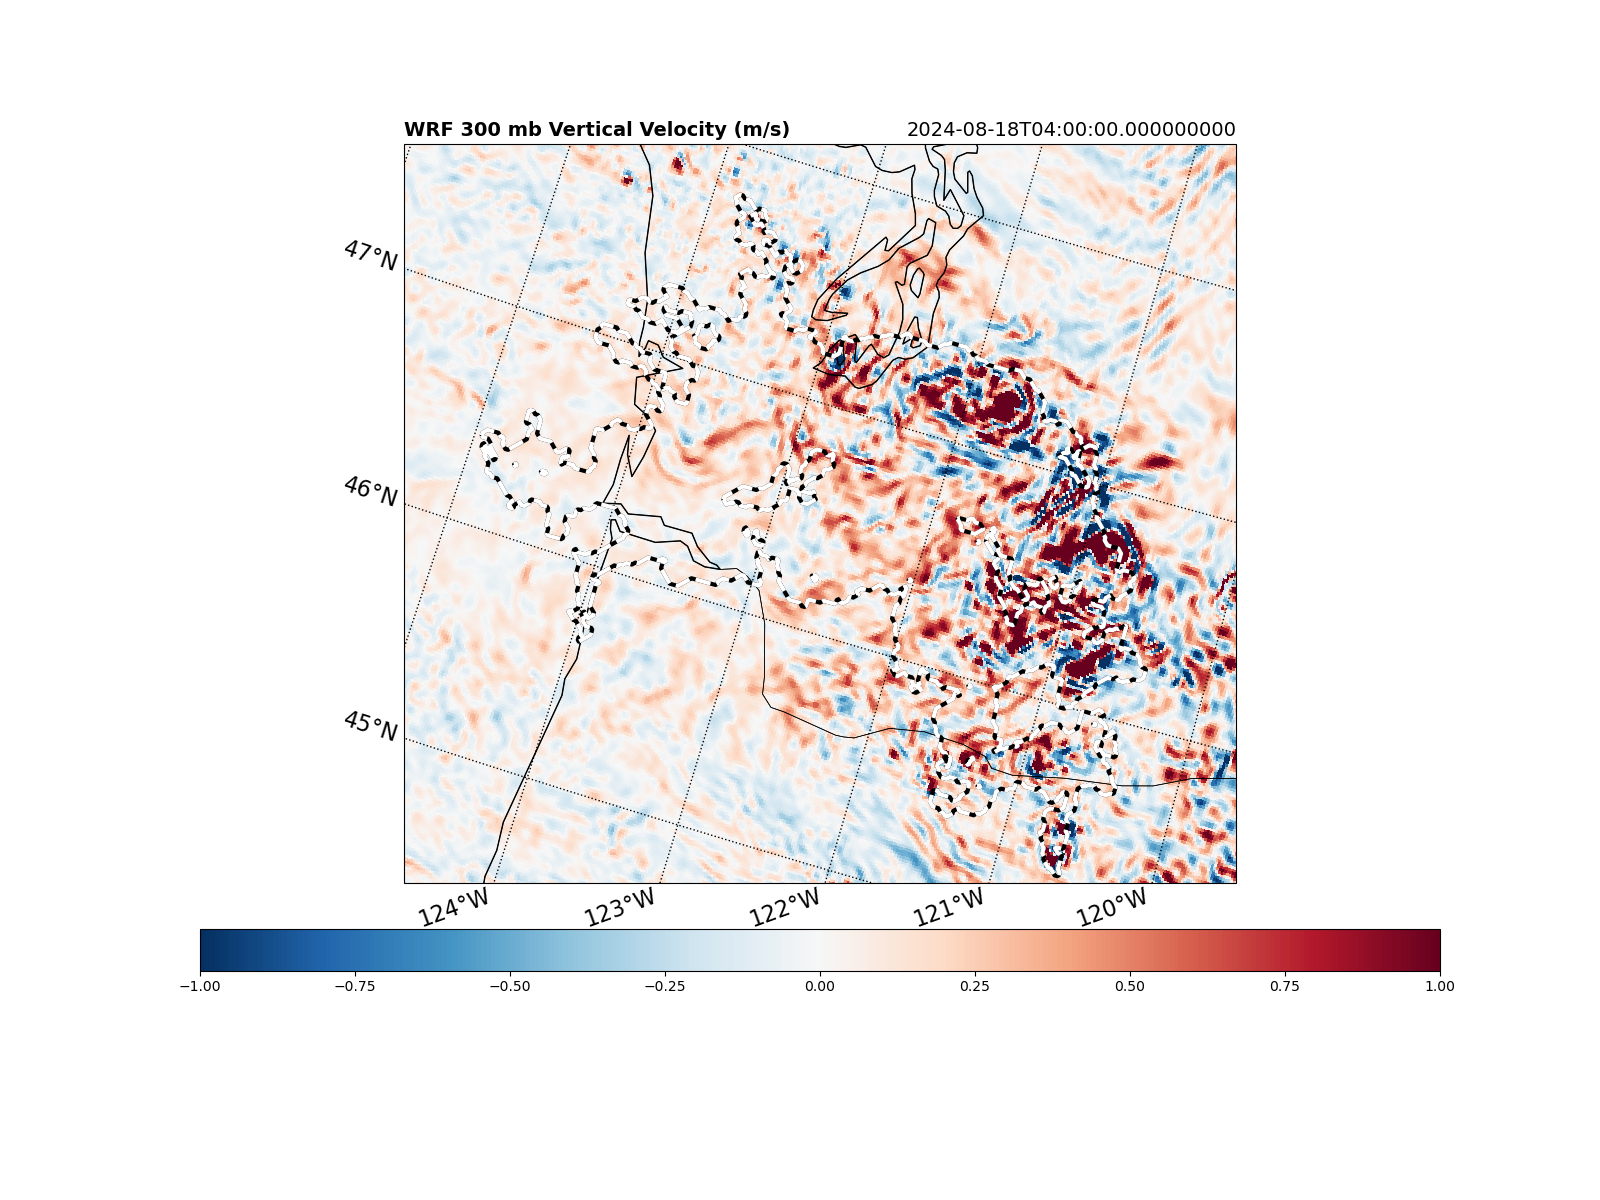 WRF 300 mb Vertical Velocity (m/s) 2024-08-18T04:00:00.000000000
47°N
46°N
45°N
124°W 123°W 122°W 121°W 120°W
−1.00 −0.75 −0.50 −0.25 0.00 0.25 0.50 0.75 1.00